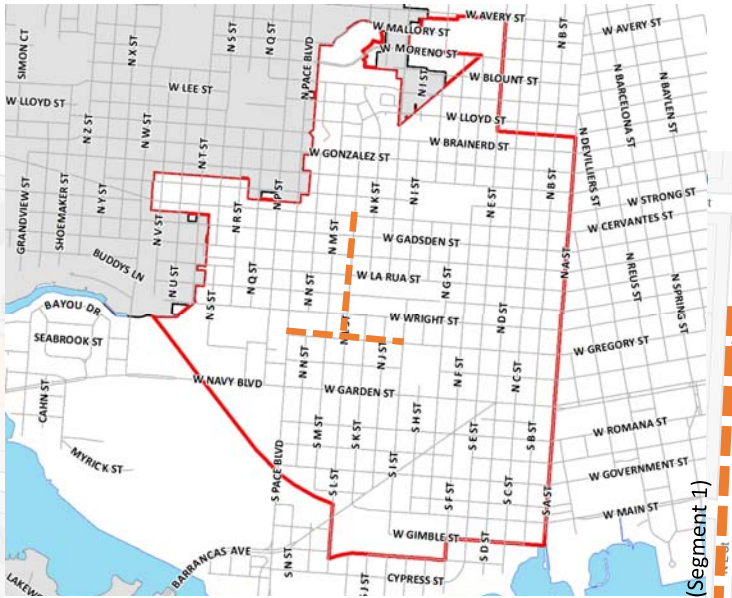 W AVERY ST
W MALLORY ST
W MORENO ST
W AVERY ST
N B ST
N S ST
N Q ST
N X ST
SIMON CT
N PACE BLVD
N I ST
W BLOUNT ST
W LEE ST
W LLOYD ST
W LLOYD ST
N BARCELONA ST
N BAYLEN ST
N Z ST
N W ST
N T ST
W BRAINERD ST
W GONZALEZ ST
N DEVILLIERS ST
GRANDVIEW ST
SHOEMAKER ST
N Y ST
N P ST
N K ST
N I ST
N E ST
N B ST
W STRONG ST
W CERVANTES ST
N V ST
N R ST
N M ST
W GADSDEN ST
BUDDYS LN
N U ST
N S ST
N Q ST
N N ST
W LA RUA ST
N G ST
N A ST
N REUS ST
N SPRING ST
BAYOU DR
SEABROOK ST
W WRIGHT ST
N D ST
N J ST
N N ST
W GREGORY ST
W NAVY BLVD
CAHN ST
W GARDEN ST
N F ST
N C ST
MYRICK ST
S M ST
S K ST
S H ST
S E ST
S B ST
W ROMANA ST
S I ST
W GOVERNMENT ST
S PACE BLVD
S L ST
S F ST
S C ST
S A ST
W MAIN ST
W GIMBLE ST
S D ST
BARRANCAS AVE
S N ST
S J ST
CYPRESS ST
(Segment 1)